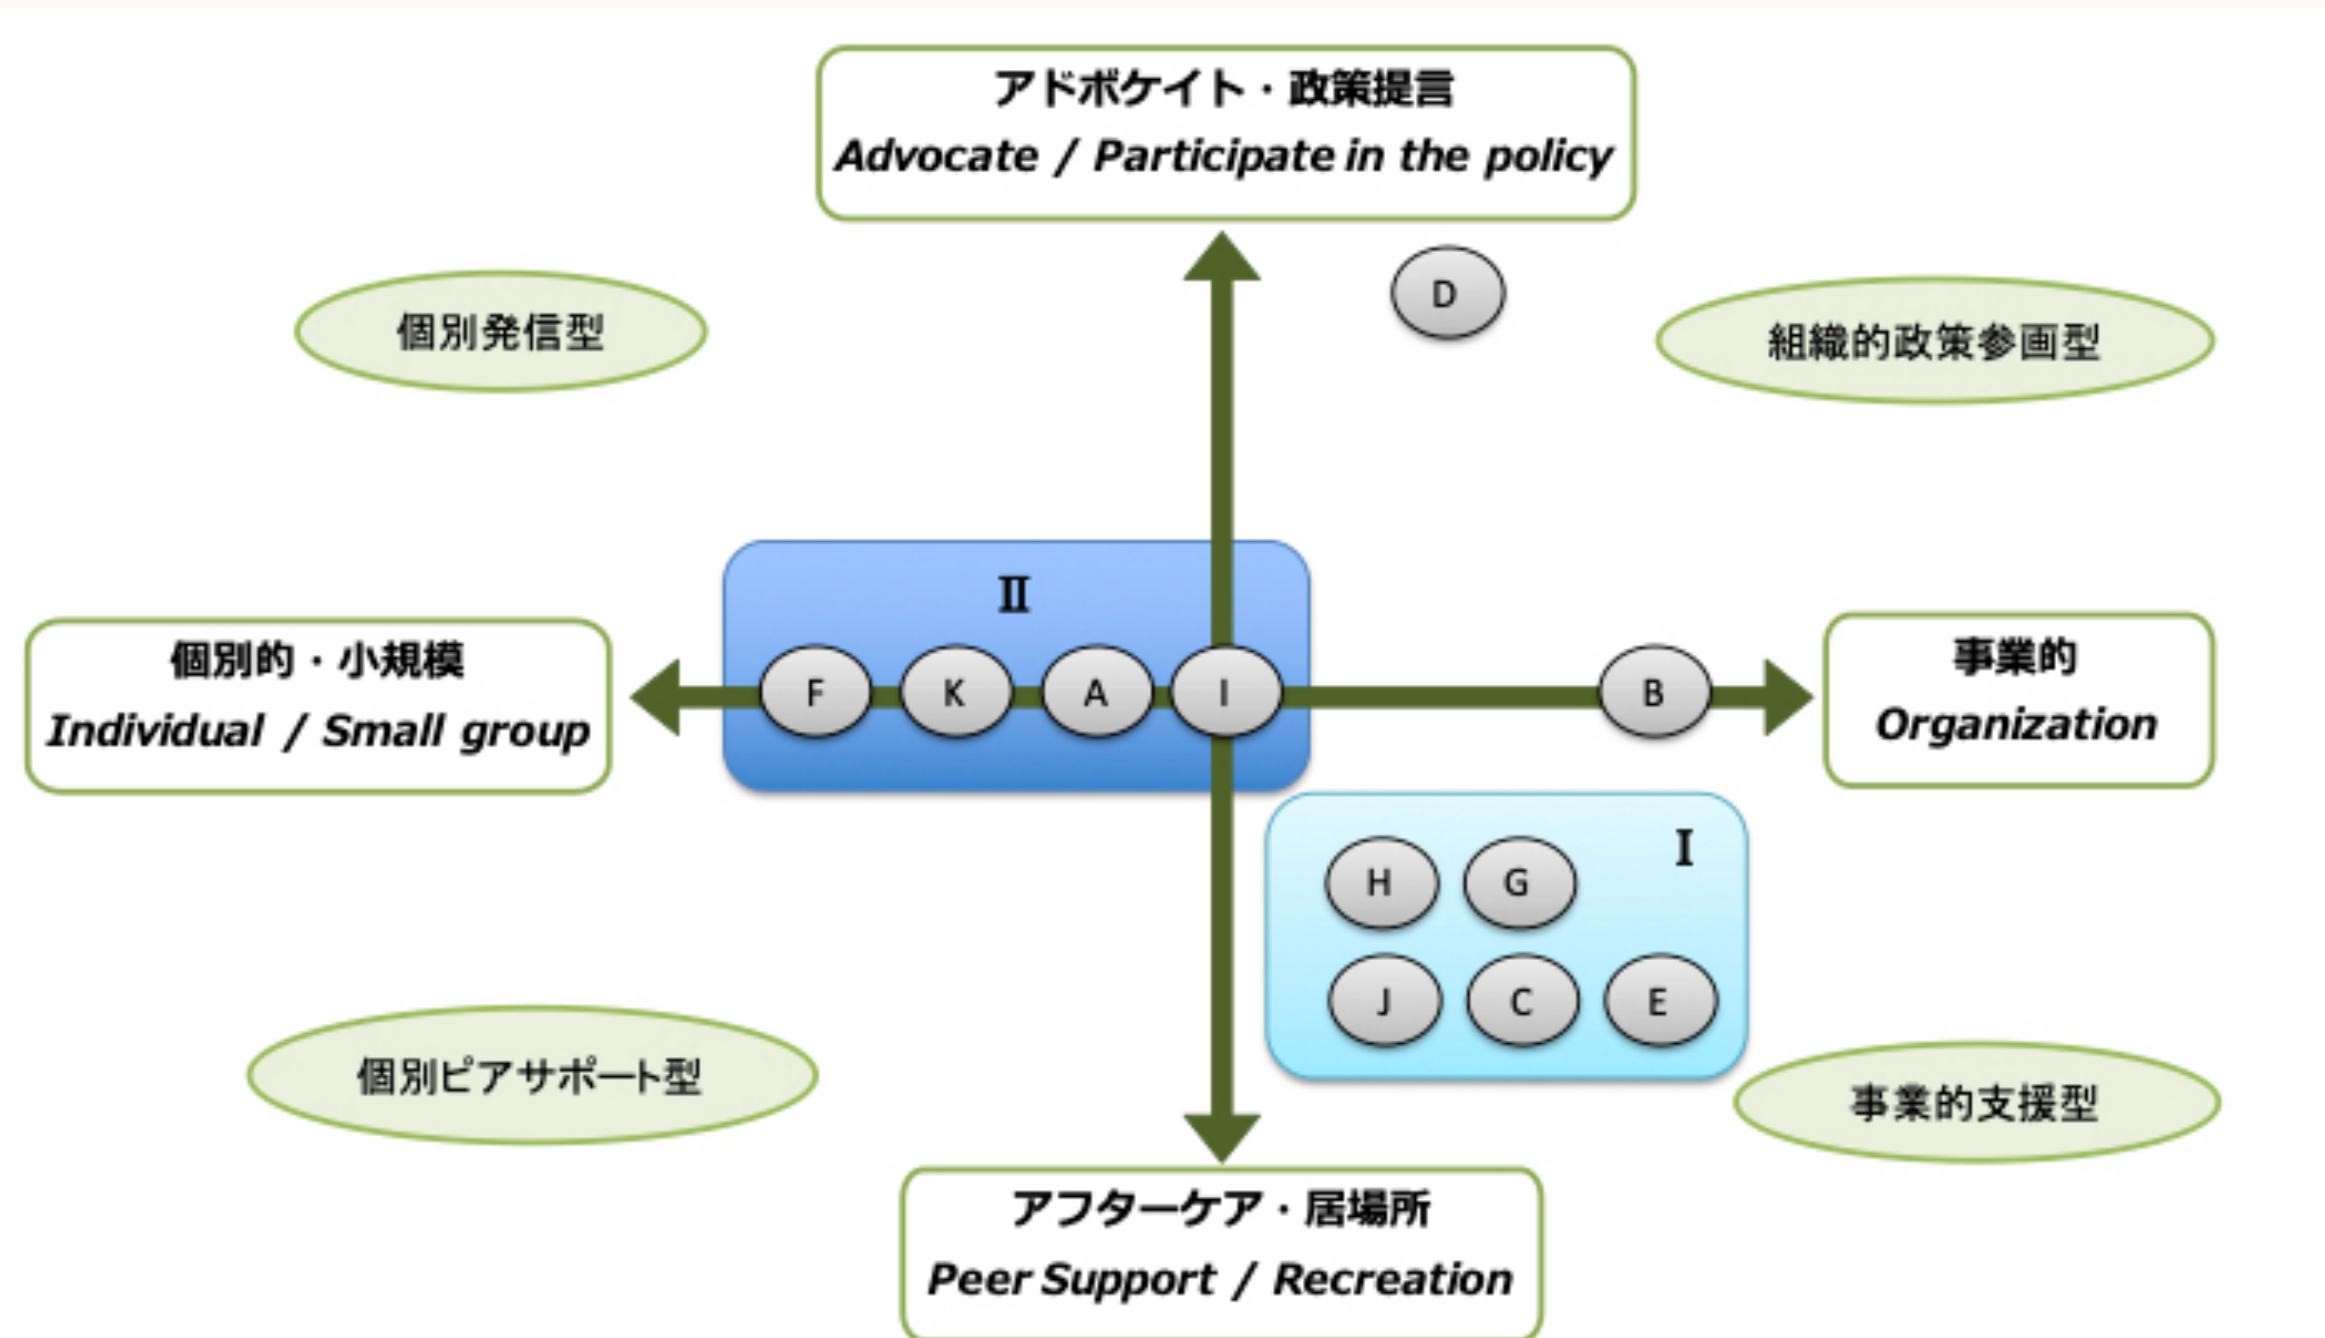 アドボケイト・政策提言
Advocate / Participate in the policy
D
個別発信型
組織的政策参画型
II
個別的・小規模
Individual / Small group
F
K
A
I
B
事業的
Organization
I
H
G
J
C
E
個別ピアサポート型
事業的支援型
アフターケア・居場所
Peer Support / Recreation